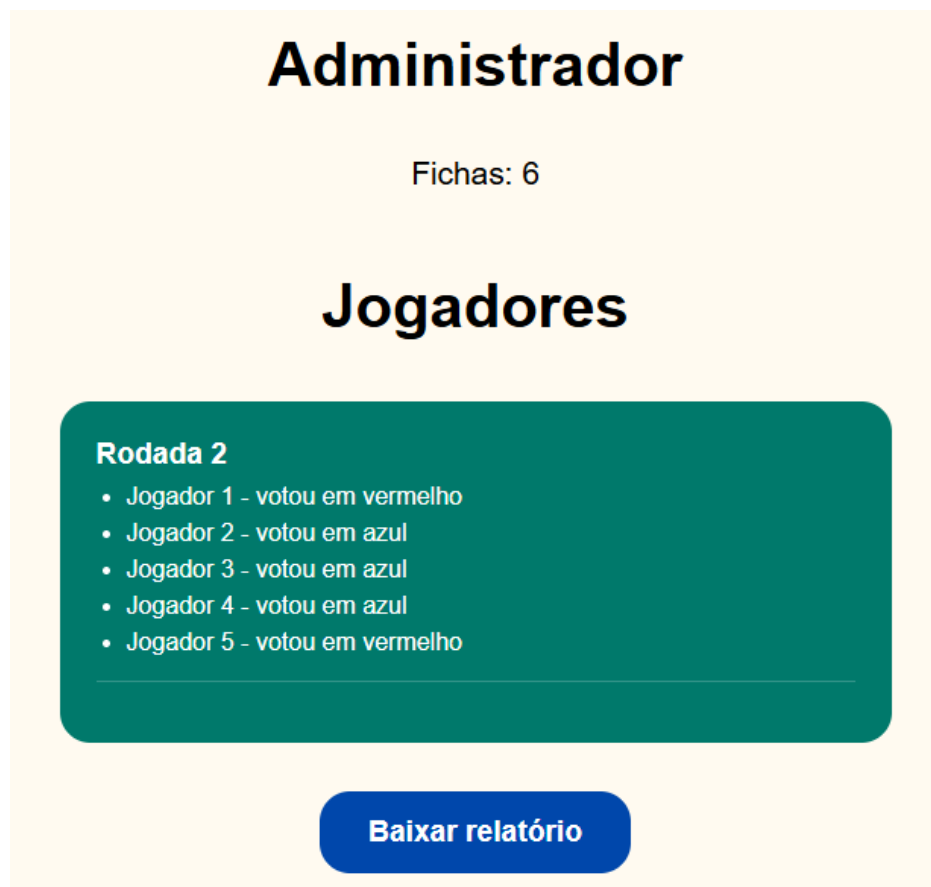 Administrador
Fichas: 6
Jogadores
Rodada 2
• Jogador 1 - votou em vermelho
• Jogador 2 - votou em azul
• Jogador 3 - votou em azul
• Jogador 4 - votou em azul
• Jogador 5 - votou em vermelho
Baixar relatório